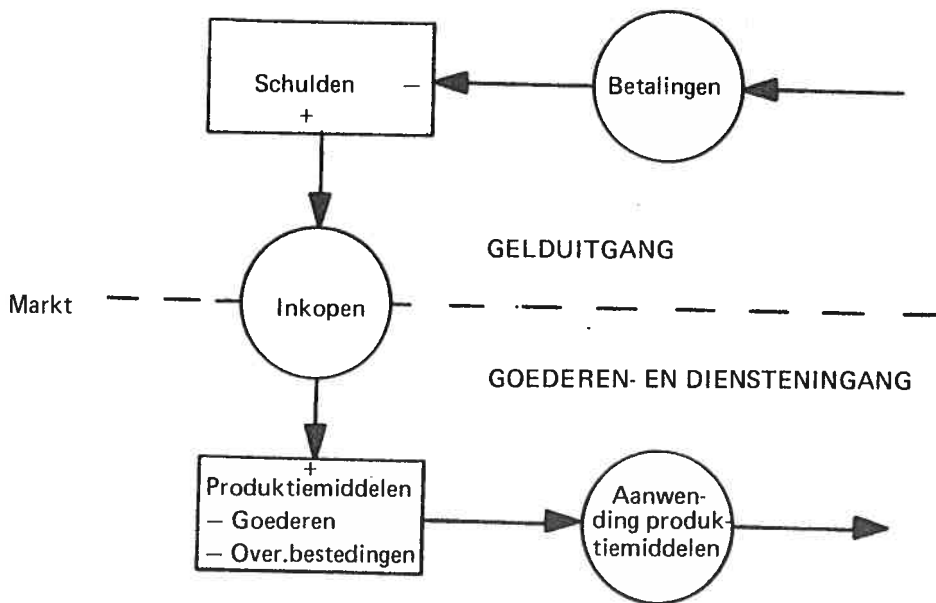 Schulden −
+
Betalingen
GELDUITGANG
Markt
Inkopen
GOEDEREN- EN DIENSTENINGANG
+
Produktiemiddelen
− Goederen
− Over.bestedingen
Aanwen-
ding produk-
tiemiddelen